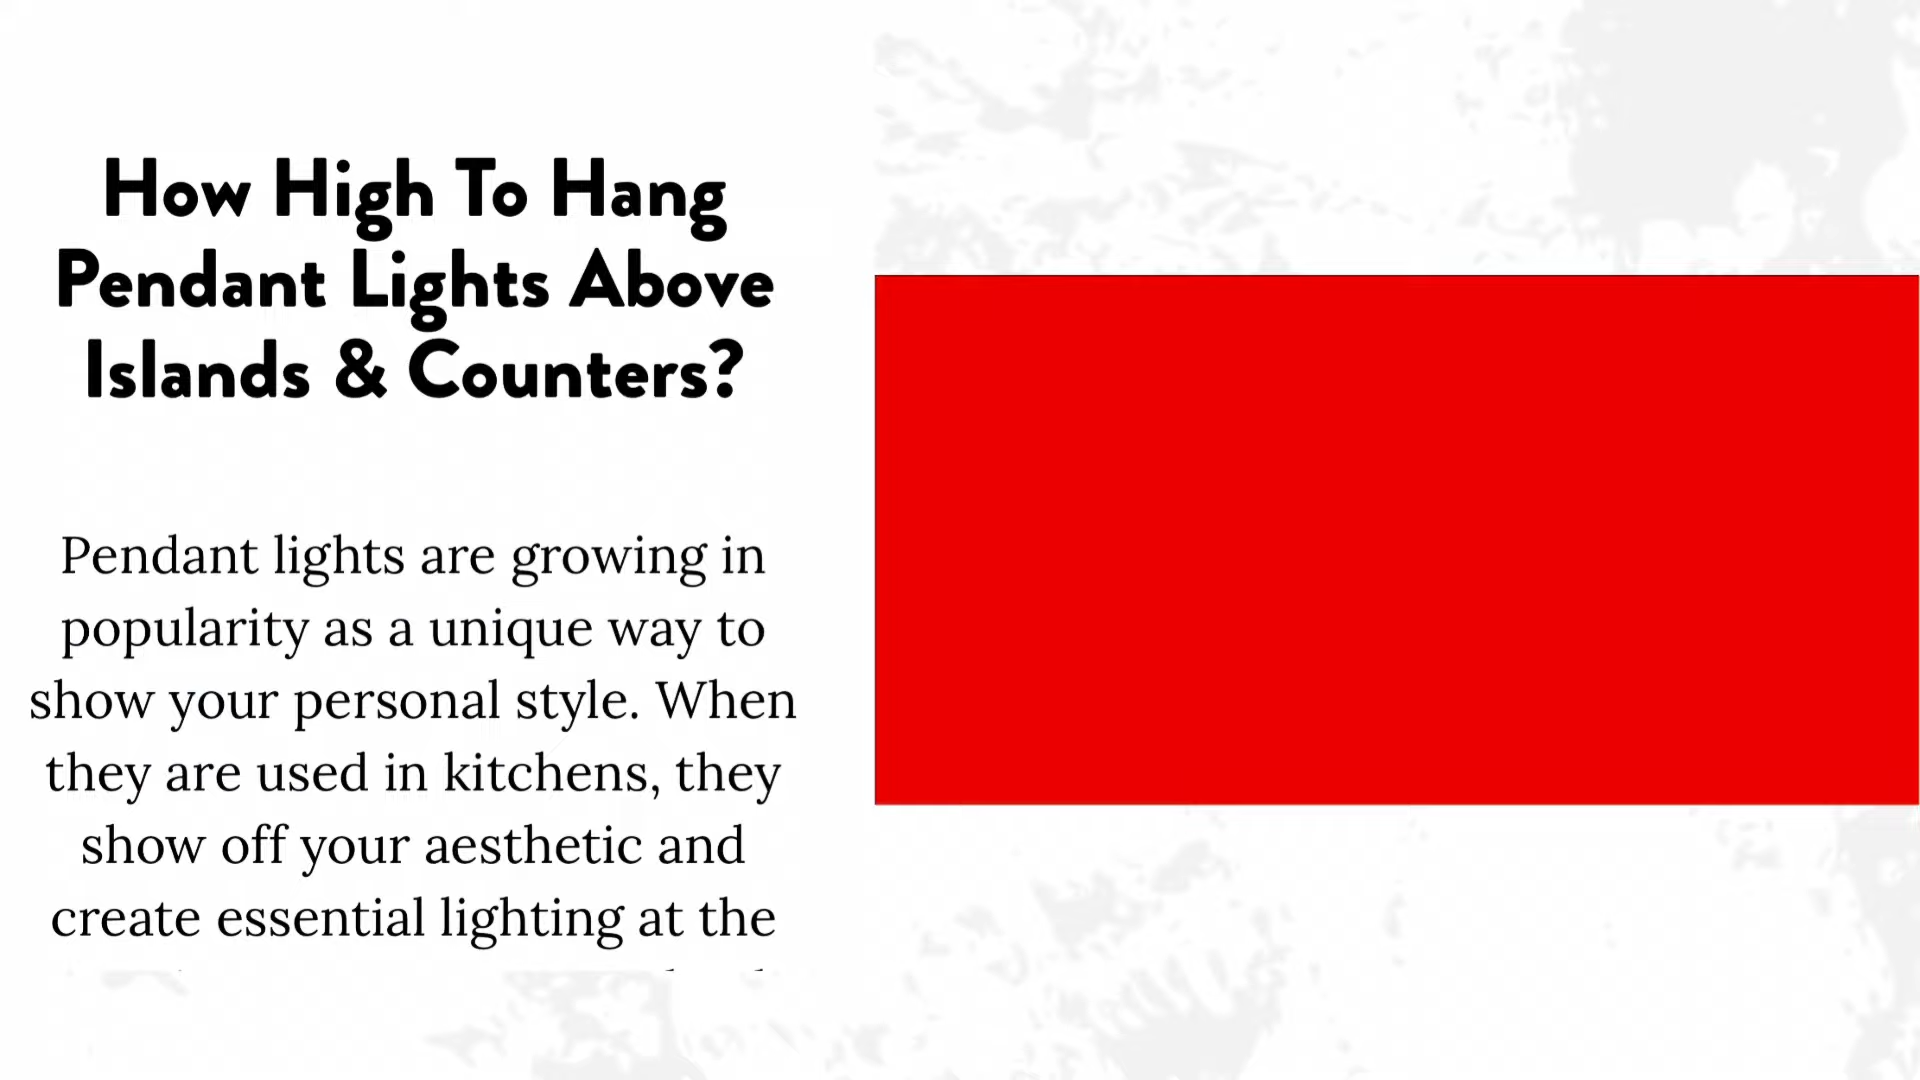 How High To Hang
Pendant Lights Above
Islands & Counters?
Pendant lights are growing in
popularity as a unique way to
show your personal style. When
they are used in kitchens, they
show off your aesthetic and
create essential lighting at the